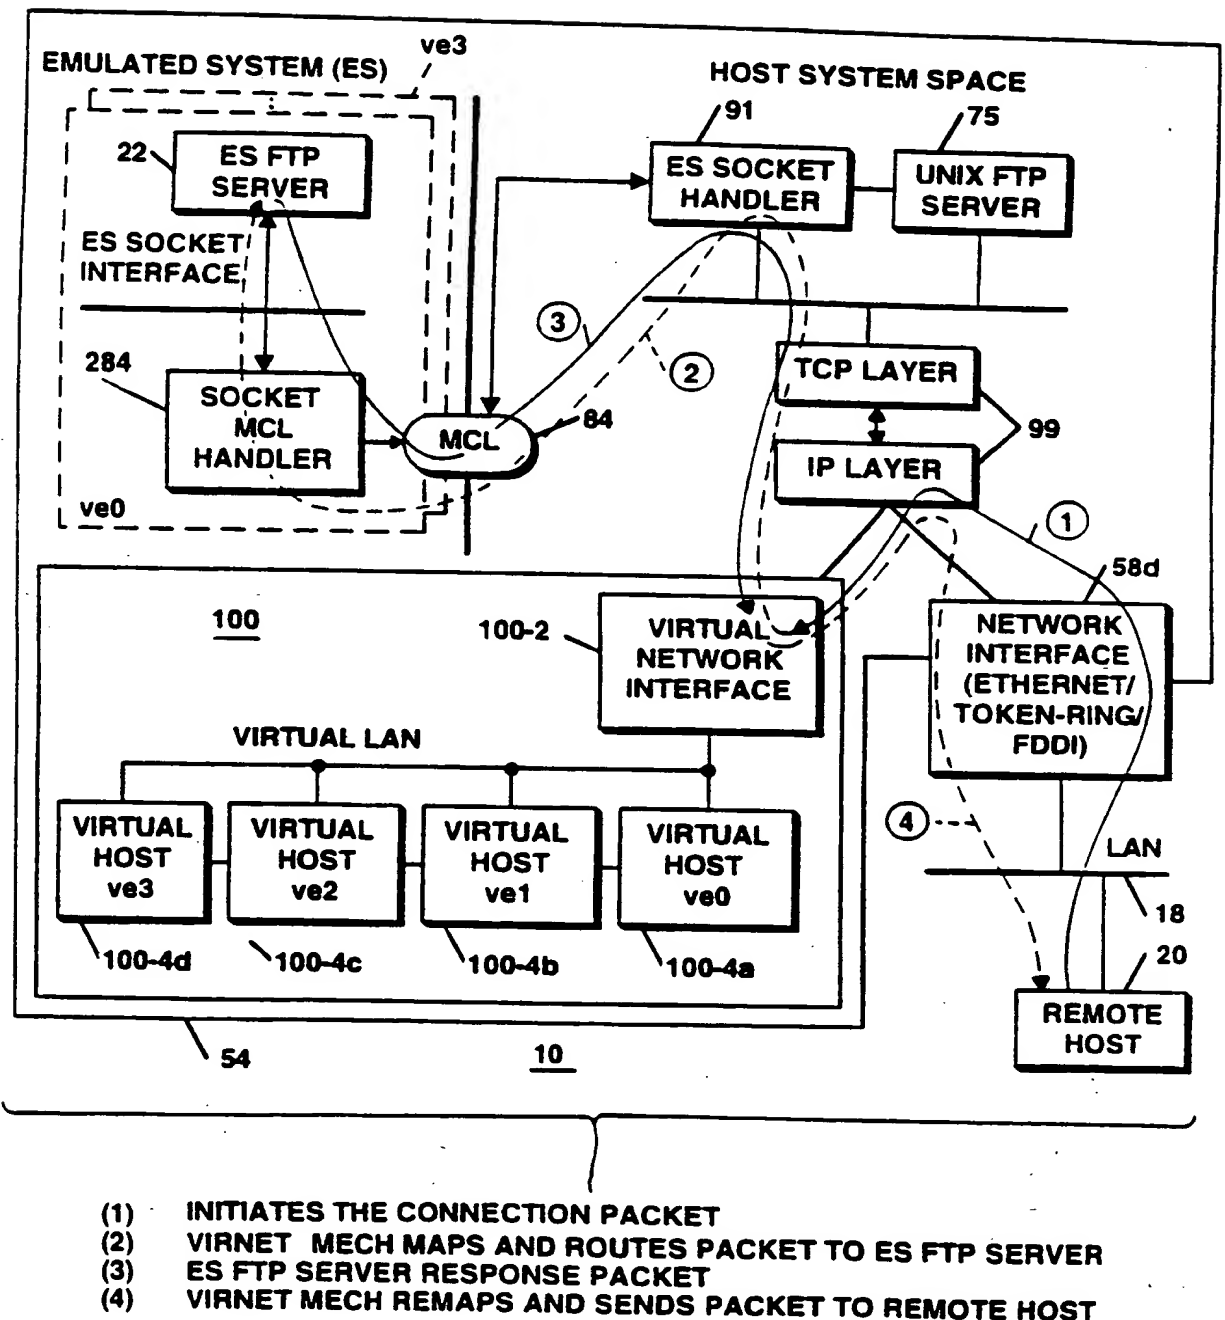 ve3
EMULATED SYSTEM (ES)
HOST SYSTEM SPACE
91
75
22
ES FTP
SERVER
ES SOCKET
HANDLER
UNIX FTP
SERVER
ES SOCKET
INTERFACE
3
2
284
SOCKET
MCL
HANDLER
MCL
84
TCP LAYER
99
IP LAYER
ve0
1
58d
100
100-2
VIRTUAL
NETWORK
INTERFACE
NETWORK
INTERFACE
(ETHERNET/
TOKEN-RING/
FDDI)
VIRTUAL LAN
VIRTUAL
HOST
ve3
VIRTUAL
HOST
ve2
VIRTUAL
HOST
ve1
VIRTUAL
HOST
ve0
4
LAN
18
100-4d
100-4c
100-4b
100-4a
20
REMOTE
HOST
54
10
(1) INITIATES THE CONNECTION PACKET
(2) VIRNET MECH MAPS AND ROUTES PACKET TO ES FTP SERVER
(3) ES FTP SERVER RESPONSE PACKET
(4) VIRNET MECH REMAPS AND SENDS PACKET TO REMOTE HOST